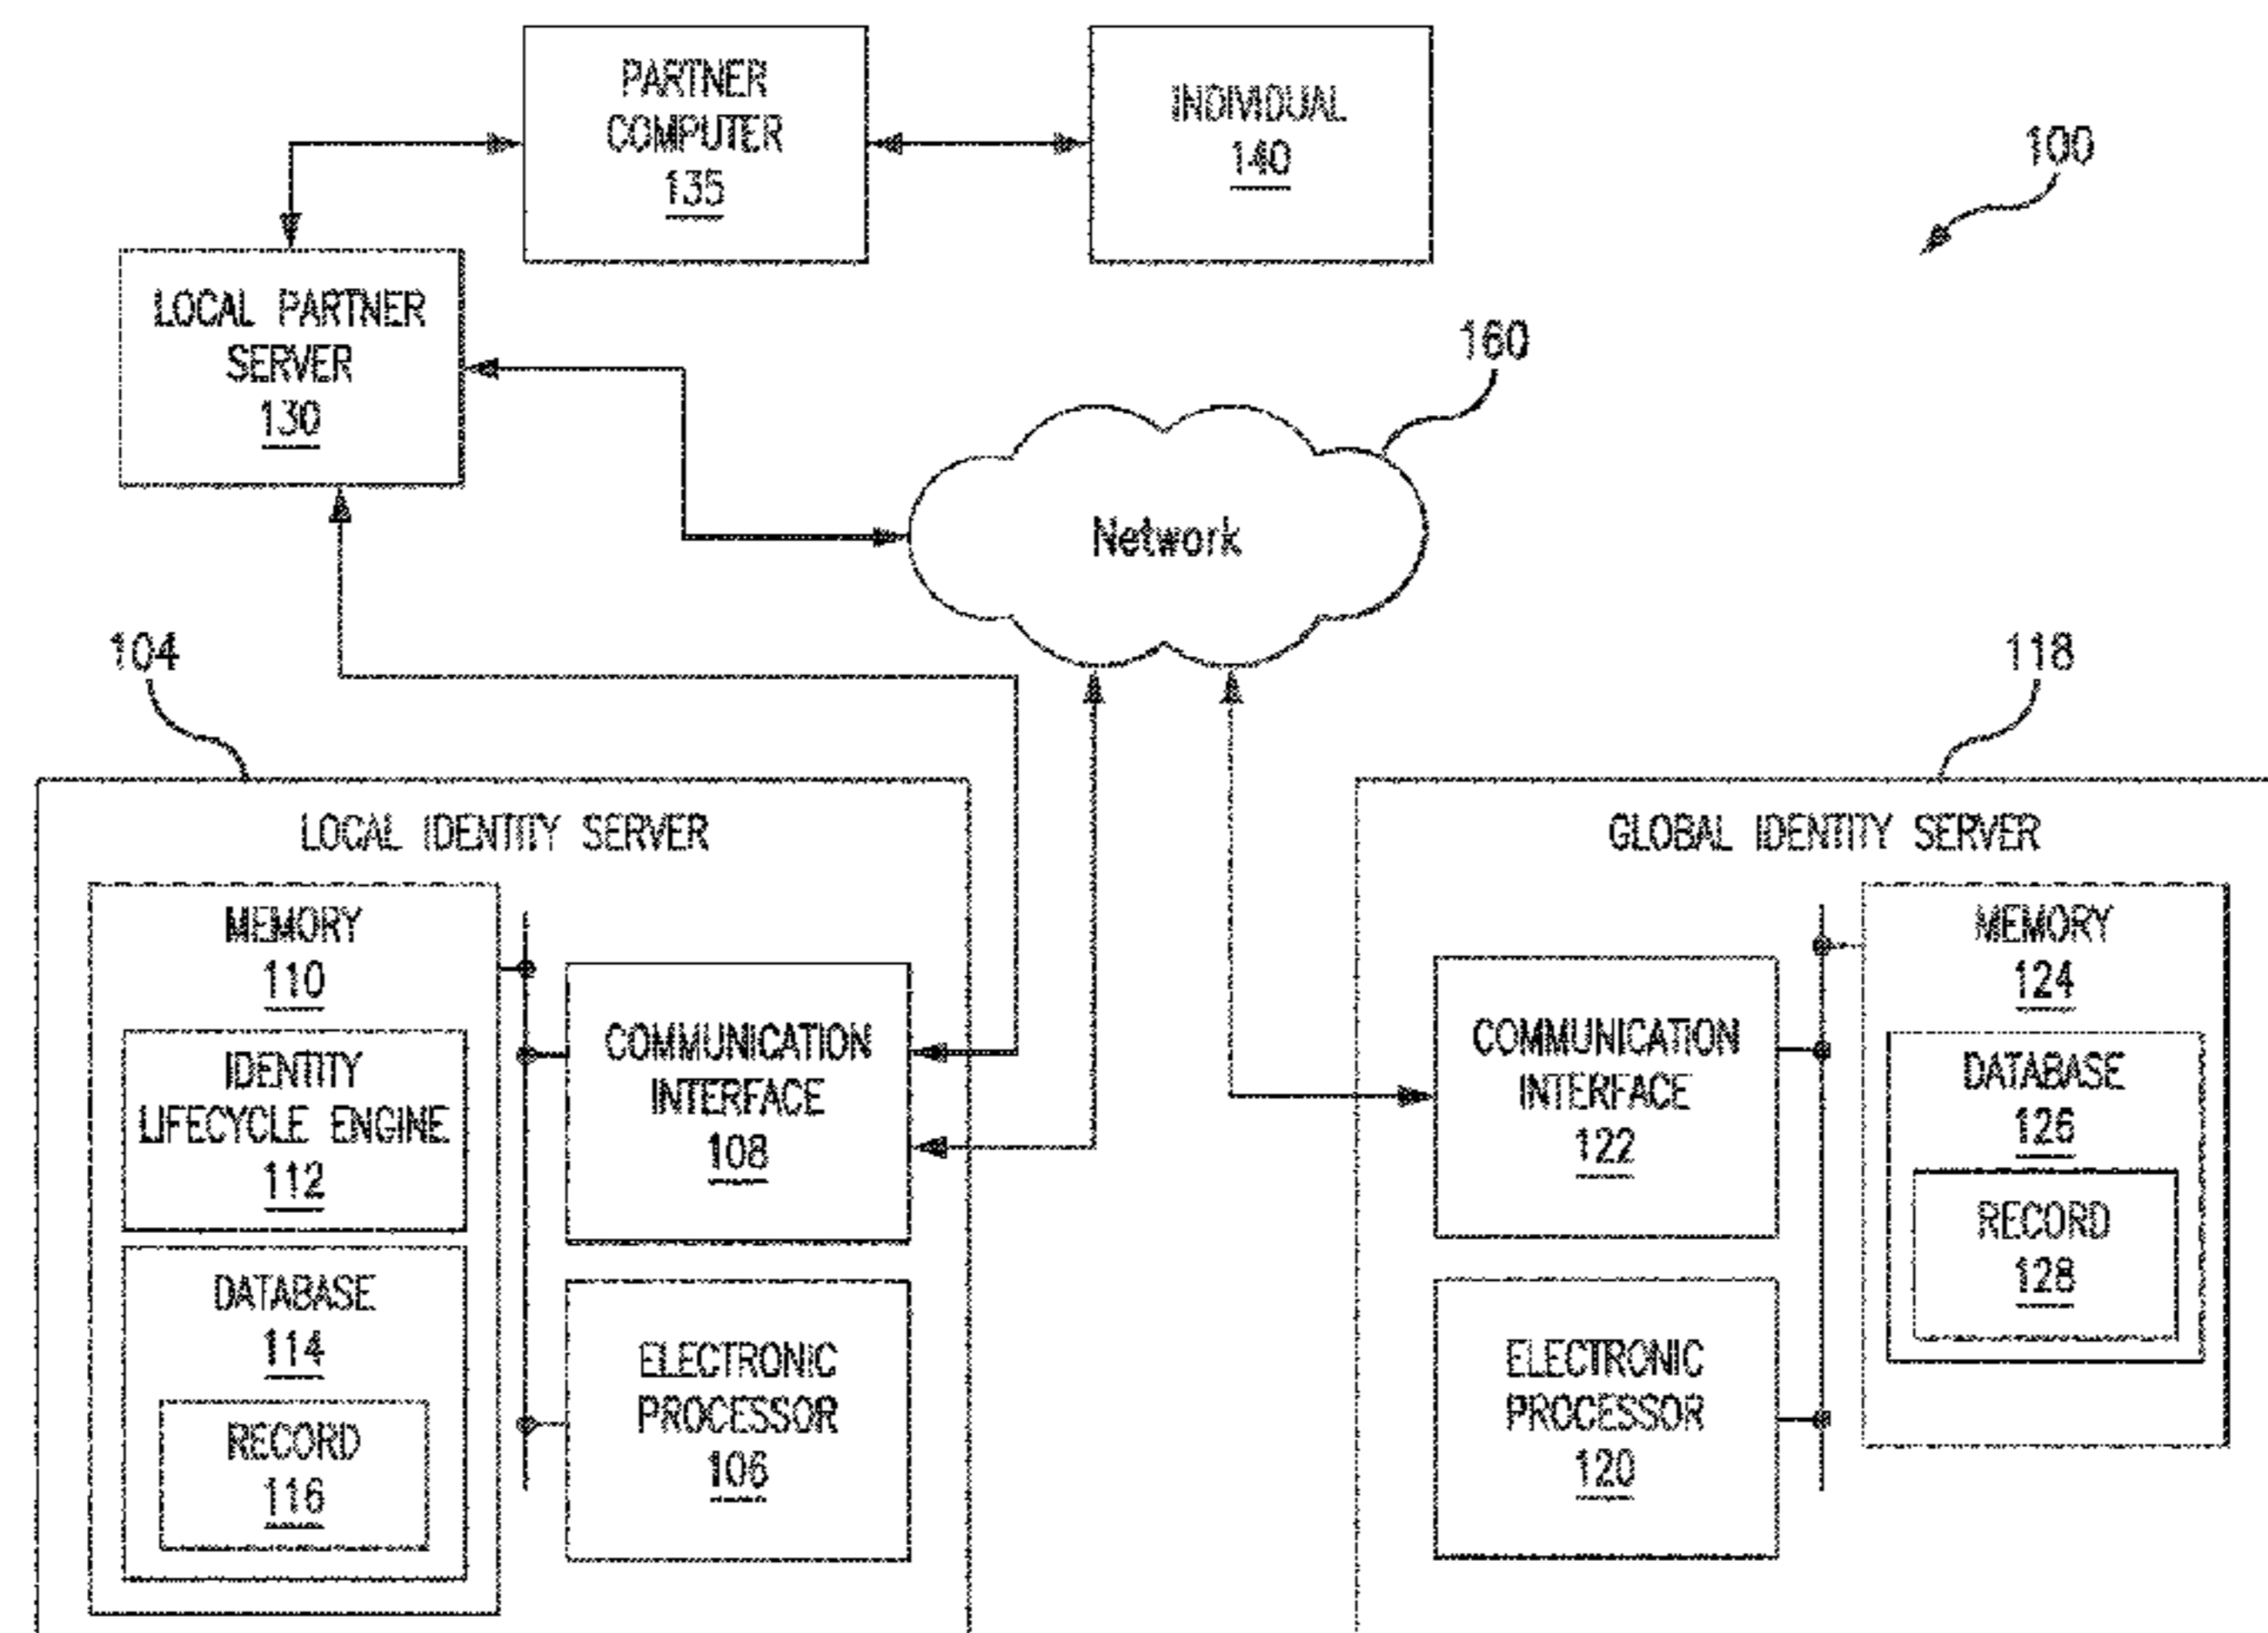 PARTNER
COMPUTER
135
INDIVIDUAL
140
100
LOCAL PARTNER
SERVER
130
160
Network
104
118
LOCAL IDENTITY SERVER
MEMORY
110
IDENTITY
LIFECYCLE ENGINE
112
DATABASE
114
RECORD
116
COMMUNICATION
INTERFACE
108
ELECTRONIC
PROCESSOR
106
GLOBAL IDENTITY SERVER
COMMUNICATION
INTERFACE
122
ELECTRONIC
PROCESSOR
120
MEMORY
124
DATABASE
126
RECORD
128